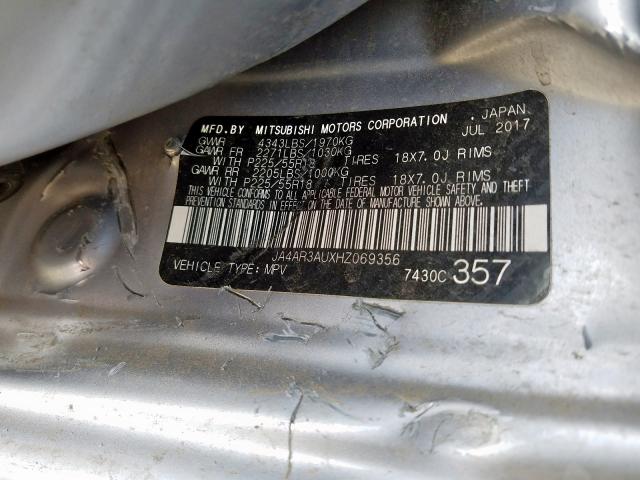 MFD.BY MITSUBISHI MOTORS CORPORATION , JAPAN
GVWR 4343LBS/1970KG JUL 2017
GAWR FR 2271LBS/1030KG
WITH P225/55R18 TIRES 18X7.0J RIMS
GAWR RR 2205LBS/1000KG
WITH P225/55R18 TIRES 18X7.0J RIMS
THIS VEHICLE CONFORMS TO ALL APPLICABLE FEDERAL MOTOR VEHICLE SAFETY AND THEFT
PREVENTION STANDARDS IN EFFECT ON THE DATE OF MANUFACTURE SHOWN ABOVE.
JA4AR3AUXHZ069356
VEHICLE TYPE: MPV 7430C 357